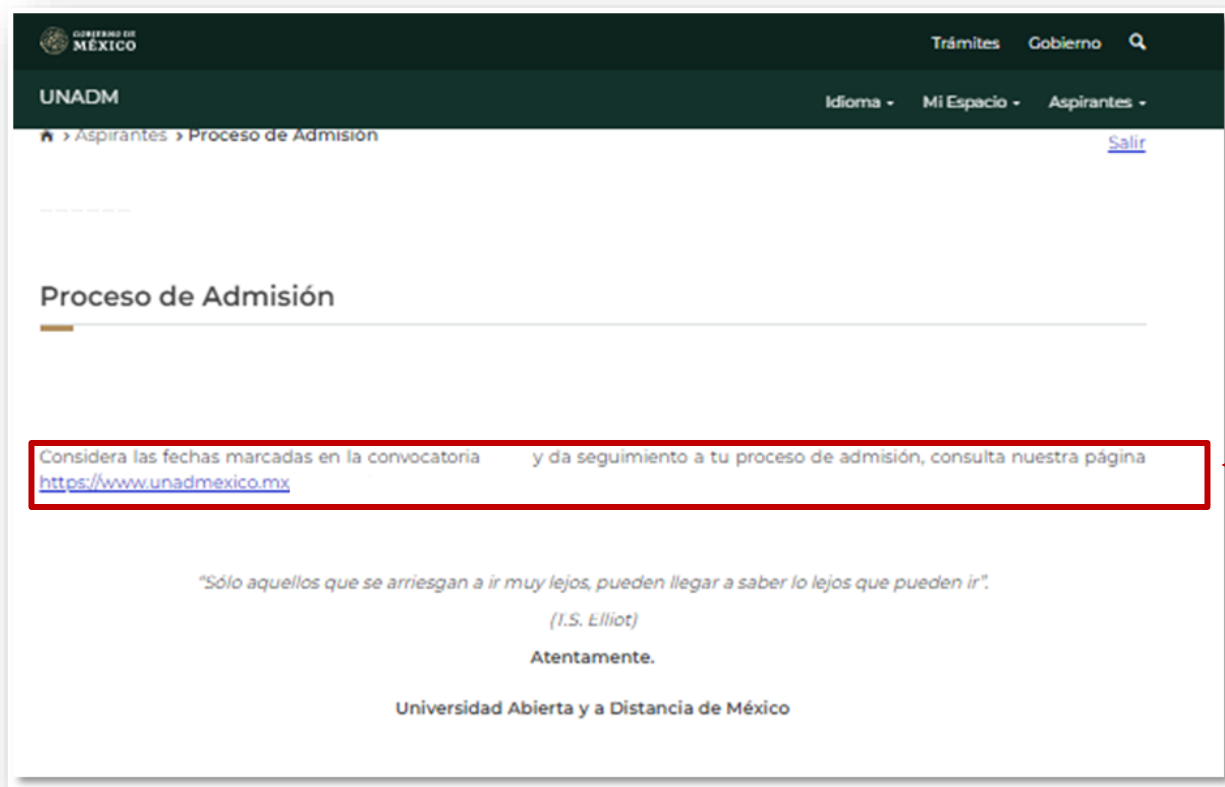 GOBIERNO DE
MÉXICO
Trámites Gobierno
UNADM
Idioma Mi Espacio Aspirantes
> Aspirantes > Proceso de Admisión
Salir
Proceso de Admisión
Considera las fechas marcadas en la convocatoria y da seguimiento a tu proceso de admisión, consulta nuestra página
https://www.unadmexico.mx
"Sólo aquellos que se arriesgan a ir muy lejos, pueden llegar a saber lo lejos que pueden ir".
(T.S. Elliot)
Atentamente.
Universidad Abierta y a Distancia de México